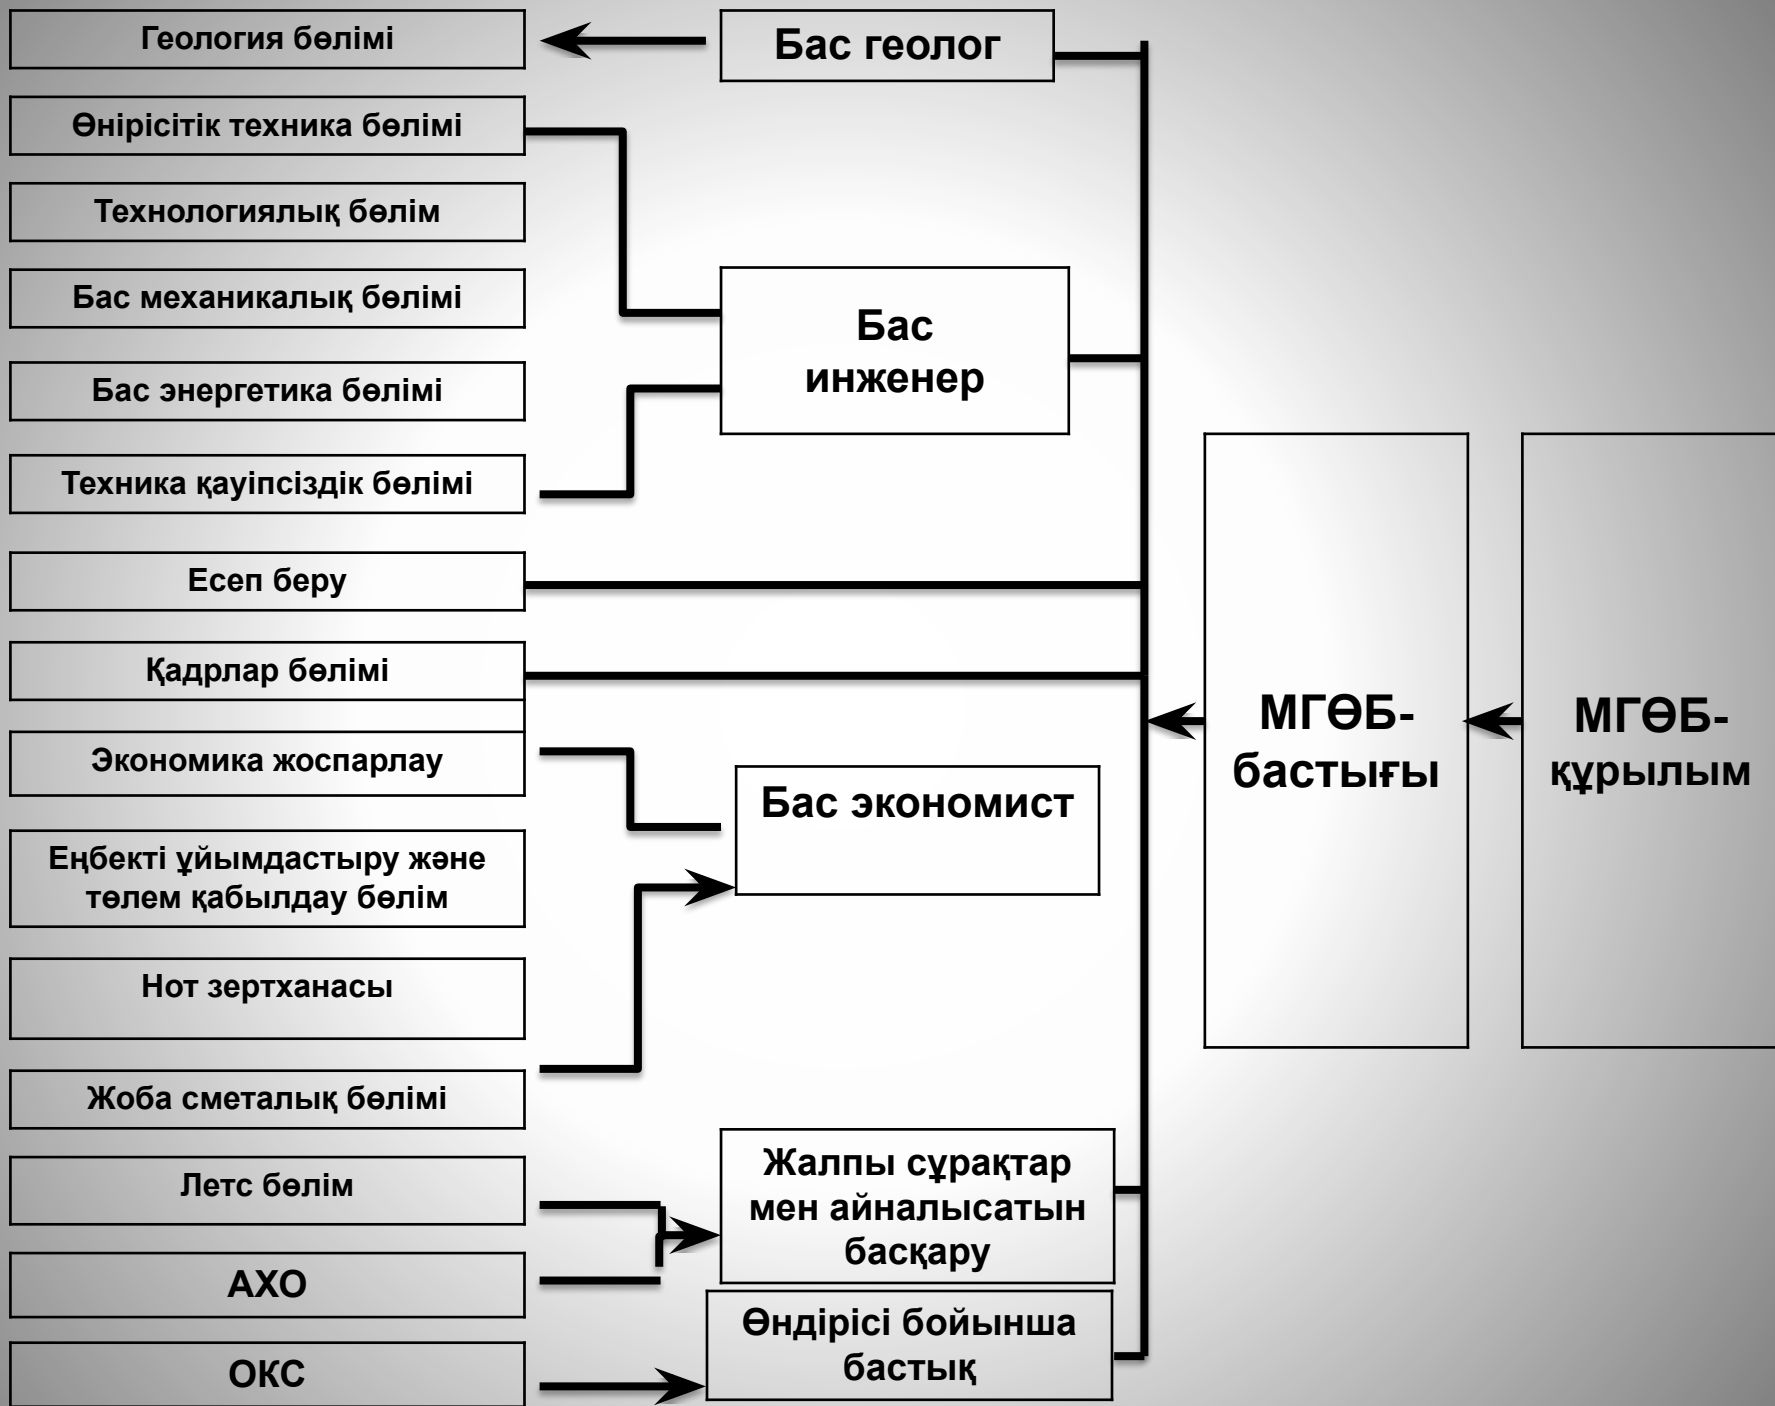 Геология бөлімі
Бас геолог
Өнірісітік техника бөлімі
Технологиялық бөлім
Бас механикалық бөлімі
Бас
инженер
Бас энергетика бөлімі
Техника қауіпсіздік бөлімі
Есеп беру
Қадрлар бөлімі
МГӨБ-
бастығы
МГӨБ-
құрылым
Экономика жоспарлау
Бас экономист
Еңбекті ұйымдастыру және
төлем қабылдау бөлім
Нот зертханасы
Жоба сметалық бөлімі
Летс бөлім
Жалпы сұрақтар
мен айналысатын
басқару
АХО
Өндірісі бойынша
бастық
ОКС